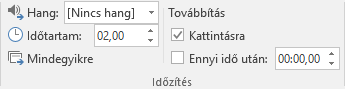 Hang: [Nincs hang]
Időtartam: 02,00
Mindegyikre
Továbbítás
Kattintásra
Ennyi idő után: 00:00,00
Időzítés